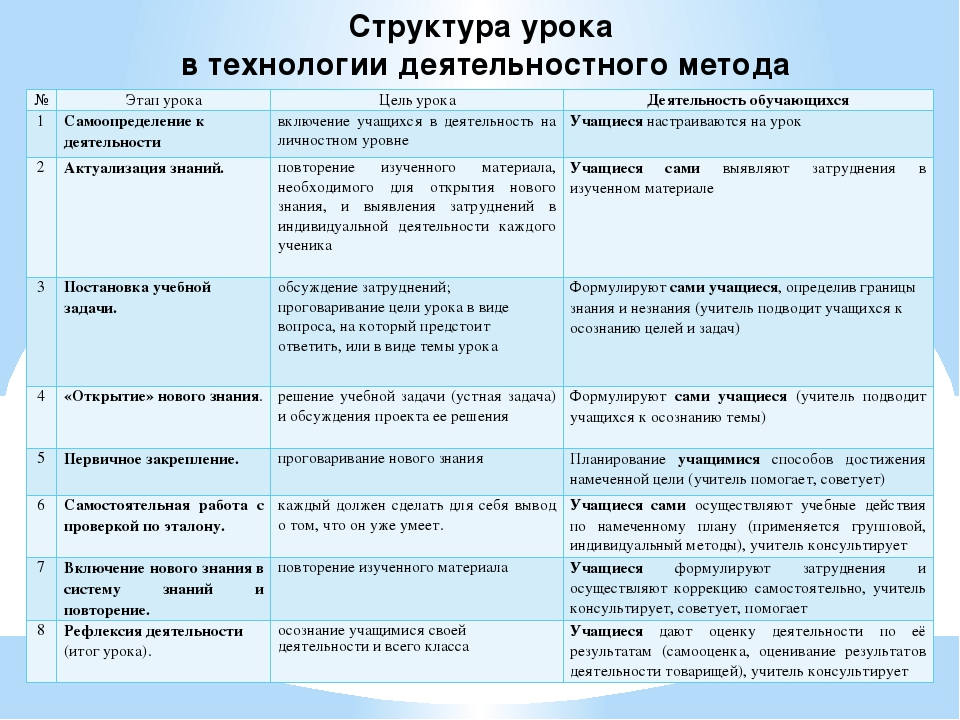 Структура урока
в технологии деятельностного метода
№ Этап урока Цель урока Деятельность обучающихся
1 Самоопределение к
деятельности
включение учащихся в деятельность на
личностном уровне
Учащиеся настраиваются на урок
2 Актуализация знаний.
повторение изученного материала,
необходимого для открытия нового
знания, и выявления затруднений в
индивидуальной деятельности каждого
ученика
Учащиеся сами выявляют затруднения в
изученном материале
3 Постановка учебной
задачи.
обсуждение затруднений;
проговаривание цели урока в виде
вопроса, на который предстоит
ответить, или в виде темы урока
Формулируют сами учащиеся, определив границы
знания и незнания (учитель подводит учащихся к
осознанию целей и задач)
4 «Открытие» нового знания.
решение учебной задачи (устная задача)
и обсуждения проекта ее решения
Формулируют сами учащиеся (учитель подводит
учащихся к осознанию темы)
5 Первичное закрепление.
проговаривание нового знания
Планирование учащимися способов достижения
намеченной цели (учитель помогает, советует)
6 Самостоятельная работа с
проверкой по эталону.
каждый должен сделать для себя вывод
о том, что он уже умеет.
Учащиеся сами осуществляют учебные действия
по намеченному плану (применяется групповой,
индивидуальный методы), учитель консультирует
7 Включение нового знания в
систему знаний и
повторение.
повторение изученного материала
Учащиеся формулируют затруднения и
осуществляют коррекцию самостоятельно, учитель
консультирует, советует, помогает
8 Рефлексия деятельности
(итог урока).
осознание учащимися своей
деятельности и всего класса
Учащиеся дают оценку деятельности по её
результатам (самооценка, оценивание результатов
деятельности товарищей), учитель консультирует